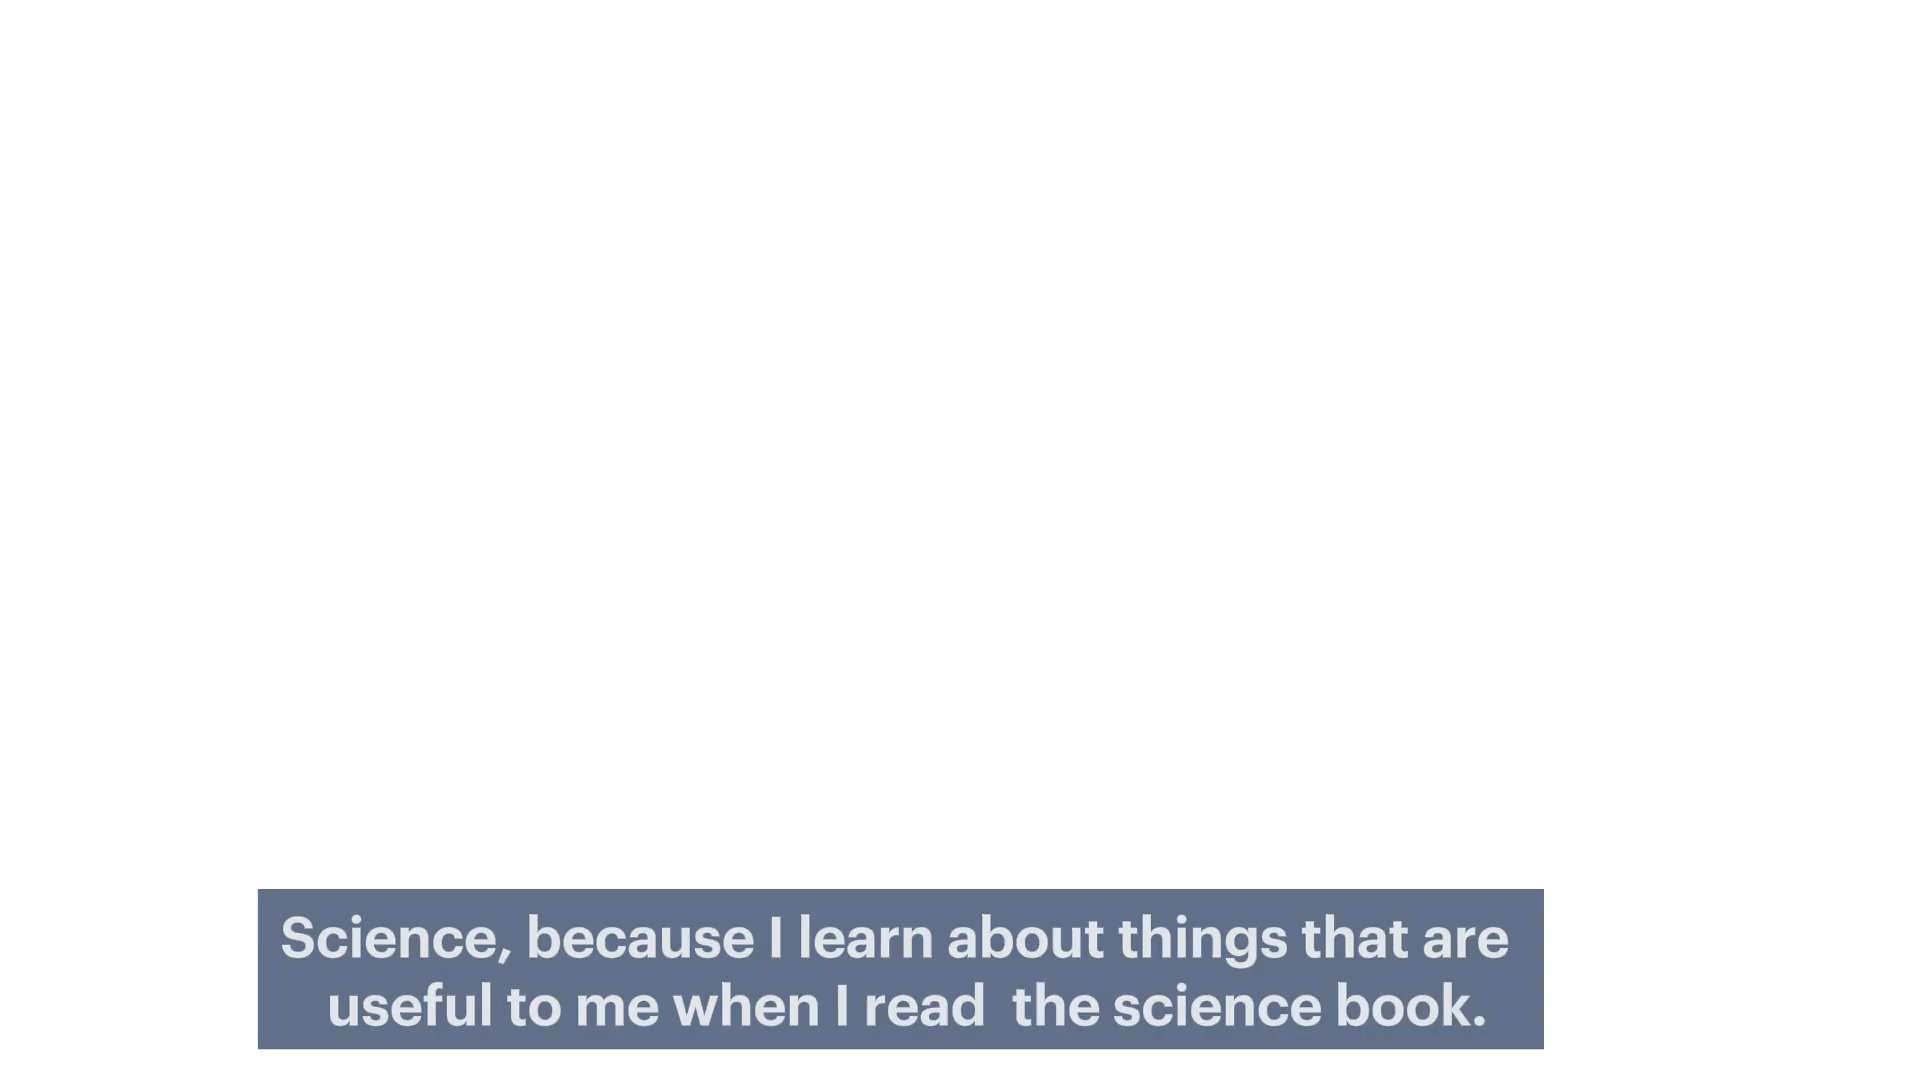 Science, because I learn about things that are
useful to me when I read  the science book.